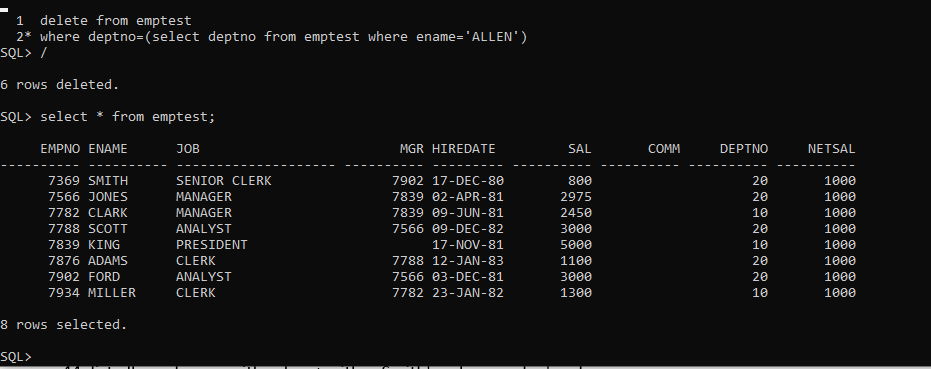 1  delete from emptest
2* where deptno=(select deptno from emptest where ename='ALLEN')
SQL> /
6 rows deleted.
SQL> select * from emptest;
EMPNO ENAME      JOB                         MGR HIREDATE         SAL       COMM     DEPTNO     NETSAL
---------- ---------- -------------------- ---------- --------- ---------- ---------- ---------- ----------
7369 SMITH      SENIOR CLERK               7902 17-DEC-80        800                    20       1000
7566 JONES      MANAGER                    7839 02-APR-81       2975                    20       1000
7782 CLARK      MANAGER                    7839 09-JUN-81       2450                    10       1000
7788 SCOTT      ANALYST                    7566 09-DEC-82       3000                    20       1000
7839 KING       PRESIDENT                       17-NOV-81       5000                    10       1000
7876 ADAMS      CLERK                      7788 12-JAN-83       1100                    20       1000
7902 FORD       ANALYST                    7566 03-DEC-81       3000                    20       1000
7934 MILLER     CLERK                      7782 23-JAN-82       1300                    10       1000
8 rows selected.
SQL>